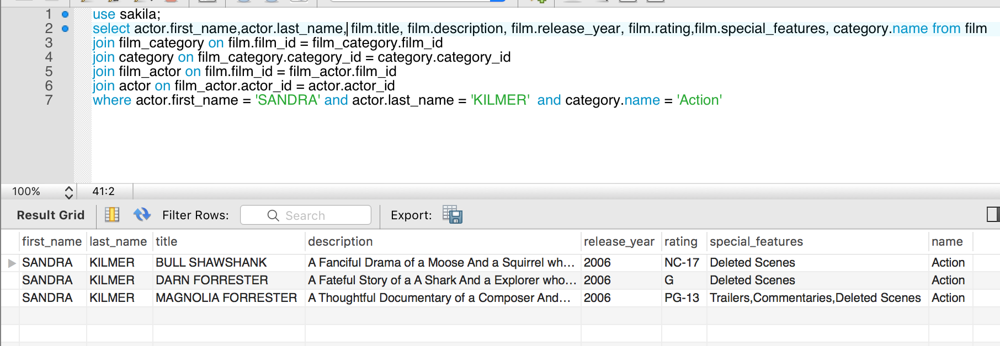 1 use sakila;
2 select actor.first_name,actor.last_name, film.title, film.description, film.release_year, film.rating,film.special_features, category.name from film
3 join film_category on film.film_id = film_category.film_id
4 join category on film_category.category_id = category.category_id
5 join film_actor on film.film_id = film_actor.film_id
6 join actor on film_actor.actor_id = actor.actor_id
7 where actor.first_name = 'SANDRA' and actor.last_name = 'KILMER'  and category.name = 'Action'
100% 41:2
Result Grid Filter Rows: Search Export:
first_name last_name title description release_year rating special_features name
SANDRA KILMER BULL SHAWSHANK A Fanciful Drama of a Moose And a Squirrel wh... 2006 NC-17 Deleted Scenes Action
SANDRA KILMER DARN FORRESTER A Fateful Story of a A Shark And a Explorer who... 2006 G Deleted Scenes Action
SANDRA KILMER MAGNOLIA FORRESTER A Thoughtful Documentary of a Composer And... 2006 PG-13 Trailers,Commentaries,Deleted Scenes Action